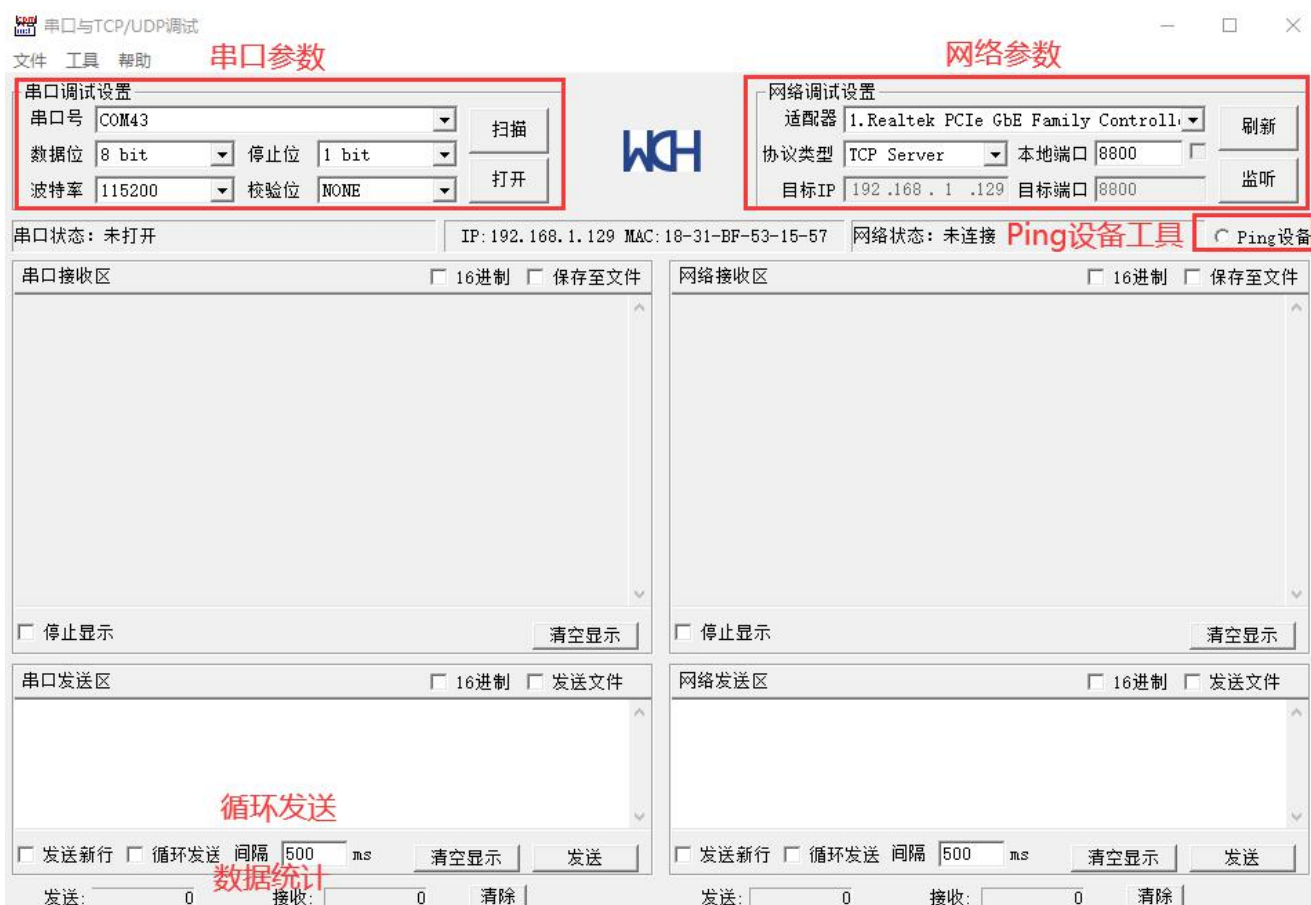 串口与TCP/UDP调试
文件 工具 帮助 串口参数 网络参数
串口调试设置 网络调试设置
串口号 COM43 扫描 适配器 1.Realtek PCIe GbE Family Controll 刷新
WCH
数据位 8 bit 停止位 1 bit 协议类型 TCP Server 本地端口 8800
波特率 115200 校验位 NONE 打开 目标IP 192 .168 . 1 .129 目标端口 8800 监听
串口状态：未打开 IP:192.168.1.129 MAC:18-31-BF-53-15-57 网络状态：未连接 Ping设备工具 Ping设备
串口接收区 16进制 保存至文件 网络接收区 16进制 保存至文件
停止显示 清空显示 停止显示 清空显示
串口发送区 16进制 发送文件 网络发送区 16进制 发送文件
循环发送
发送新行 循环发送 间隔 500 ms 清空显示 发送 发送新行 循环发送 间隔 500 ms 清空显示 发送
数据统计
发送: 0 接收: 0 清除 发送: 0 接收: 0 清除